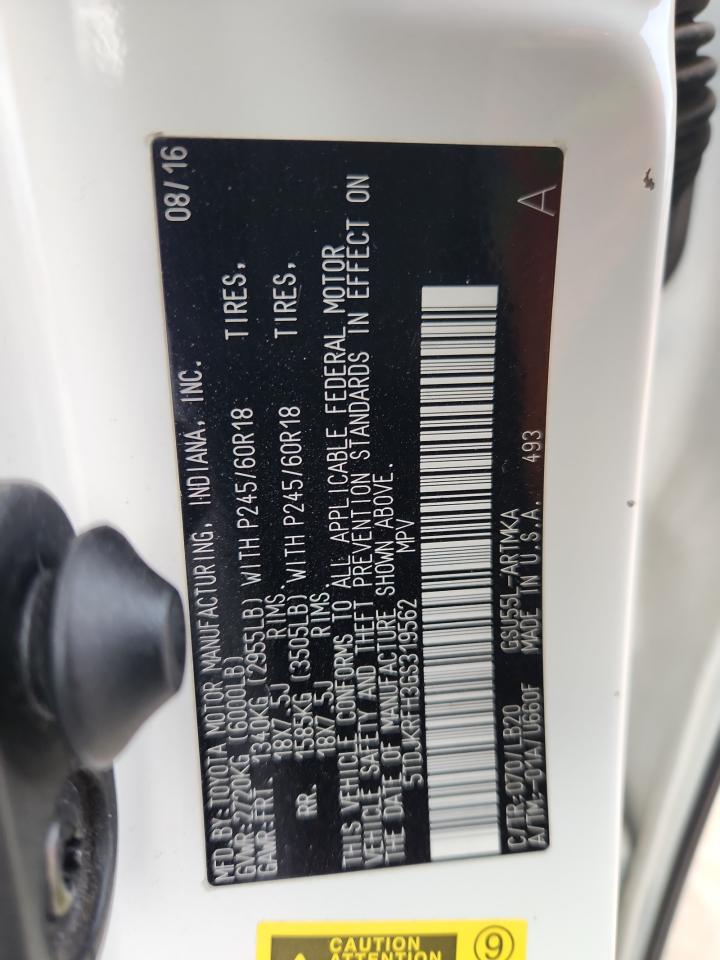 MFD BY: TOYOTA MOTOR MANUFACTURING, INDIANA, INC. 08/16
GVWR:2720KG (6000LB)
GAWR FRT. 1340KG (2955LB) WITH P245/60R18 TIRES,
18X7.5J RIMS
RR. 1585KG (3505LB) WITH P245/60R18 TIRES,
18X7.5J RIMS
THIS VEHICLE CONFORMS TO ALL APPLICABLE FEDERAL MOTOR
VEHICLE SAFETY AND THEFT PREVENTION STANDARDS IN EFFECT ON
THE DATE OF MANUFACTURE SHOWN ABOVE.
5TDJKRFH3GS319562 MPV
C/TR:070/LB20 GSU55L-ARTMKA
A/TM:-01A/U660F MADE IN U.S.A. 493 A
CAUTION 9
ATTENTION